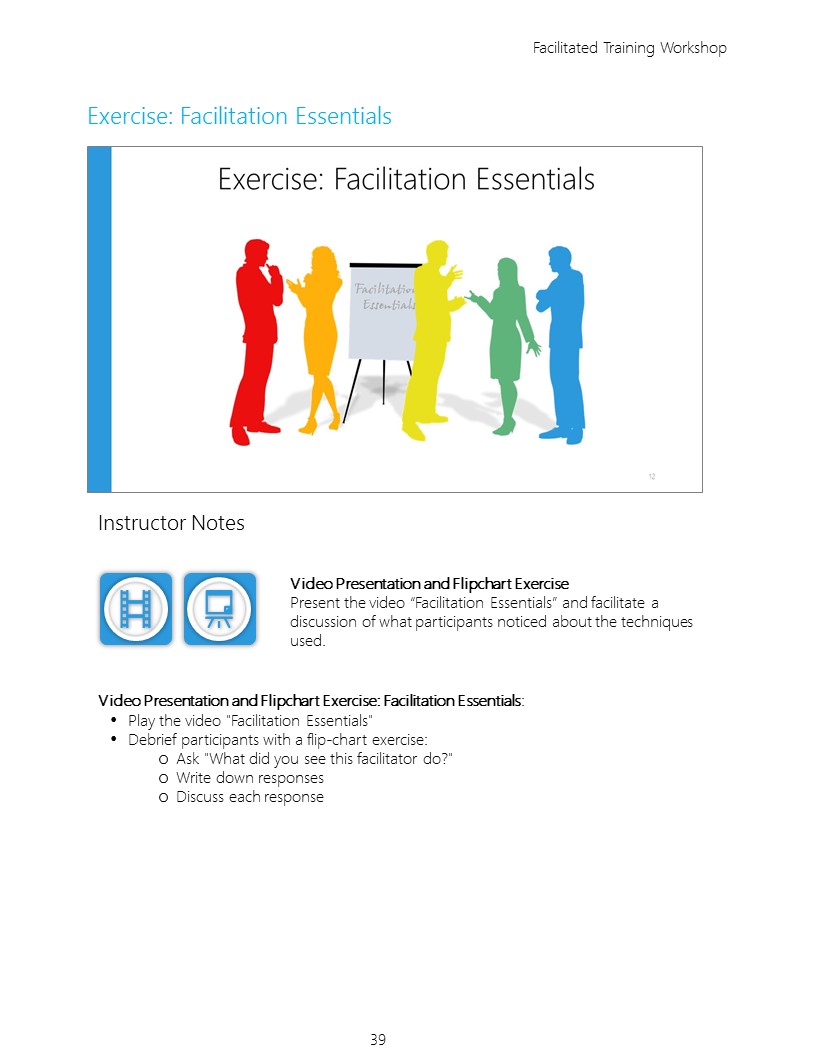 Facilitated Training Workshop
Exercise: Facilitation Essentials
Exercise: Facilitation Essentials
Facilitation
Essentials
12
Instructor Notes
Video Presentation and Flipchart Exercise
Present the video “Facilitation Essentials” and facilitate a
discussion of what participants noticed about the techniques
used.
Video Presentation and Flipchart Exercise: Facilitation Essentials:
• Play the video "Facilitation Essentials"
• Debrief participants with a flip-chart exercise:
o Ask "What did you see this facilitator do?"
o Write down responses
o Discuss each response
39